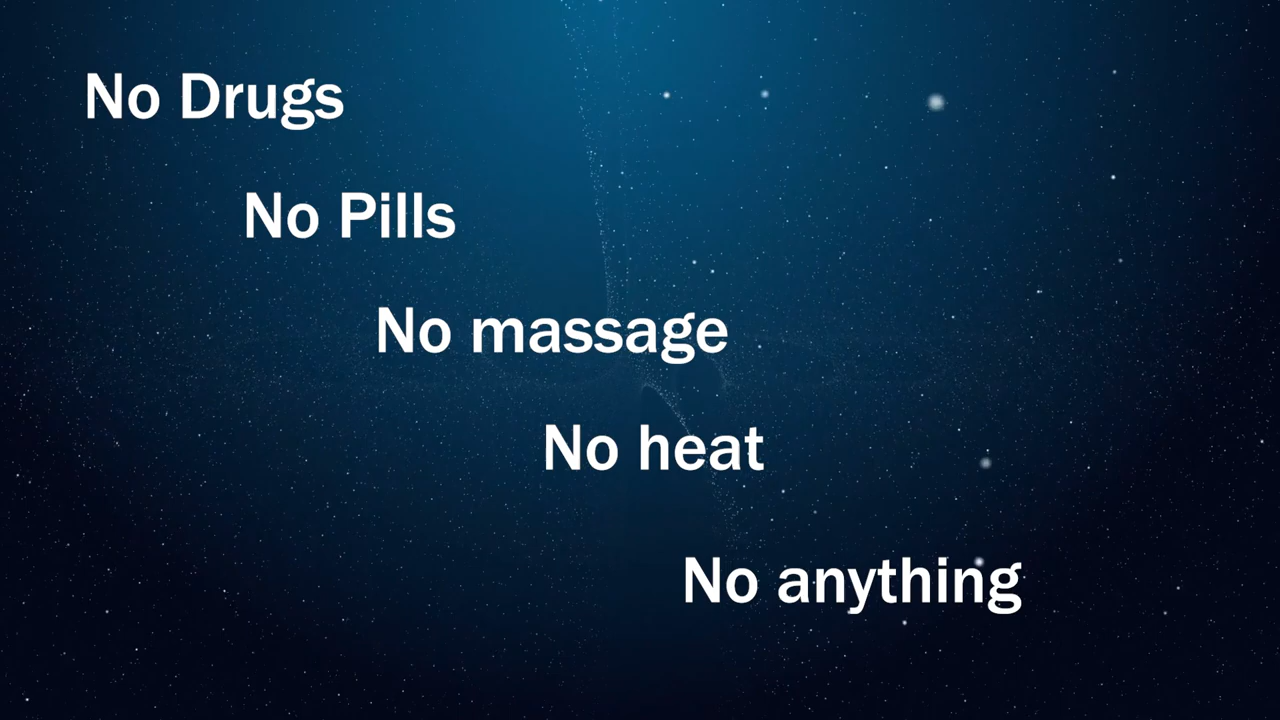 No Drugs
No Pills
No massage
No heat
No anything